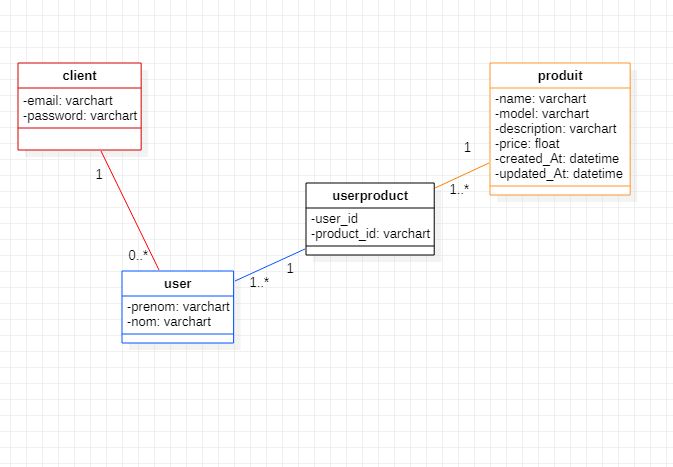 client
-email: varchart
-password: varchart
1
0..*
user
-prenom: varchart
-nom: varchart
1..*
1
userproduct
-user_id
-product_id: varchart
1..*
1
produit
-name: varchart
-model: varchart
-description: varchart
-price: float
-created_At: datetime
-updated_At: datetime